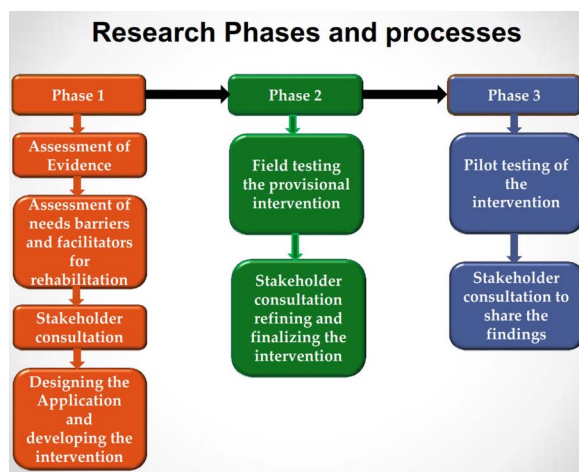 Research Phases and processes
Phase 1
Assessment of
Evidence
Assessment of
needs barriers
and facilitators
for
rehabilitation
Stakeholder
consultation
Designing the
Application
and
developing the
intervention
Phase 2
Field testing
the provisional
intervention
Stakeholder
consultation
refining and
finalizing the
intervention
Phase 3
Pilot testing of
the
intervention
Stakeholder
consultation to
share the
findings